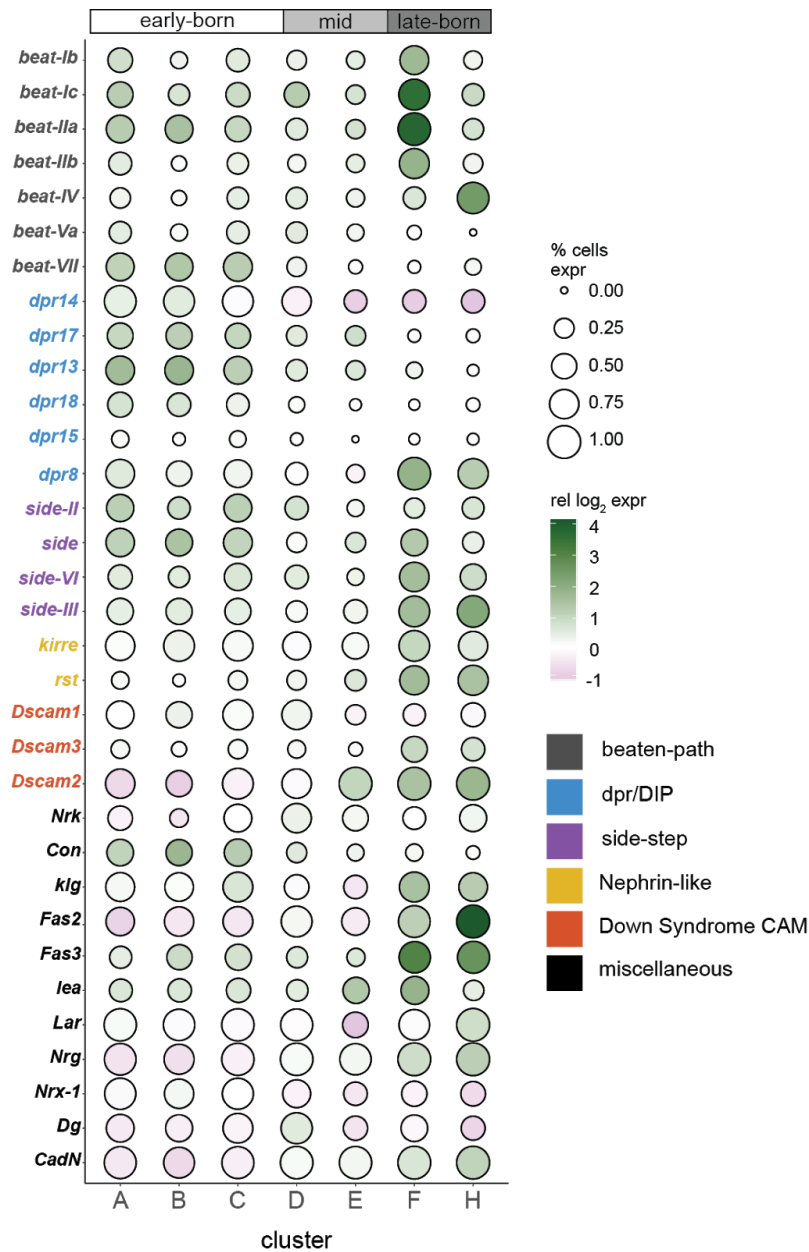 early-born mid late-born
beat-Ib
beat-Ic
beat-IIa
beat-IIb
beat-IV
beat-Va
beat-VII
dpr14
dpr17
dpr13
dpr18
dpr15
dpr8
side-II
side
side-VI
side-III
kirre
rst
Dscam1
Dscam3
Dscam2
Nrk
Con
klg
Fas2
Fas3
lea
Lar
Nrg
Nrx-1
Dg
CadN
A B C D E F H
cluster
% cells
expr
0.00
0.25
0.50
0.75
1.00
rel log2 expr
4
3
2
1
0
-1
beaten-path
dpr/DIP
side-step
Nephrin-like
Down Syndrome CAM
miscellaneous